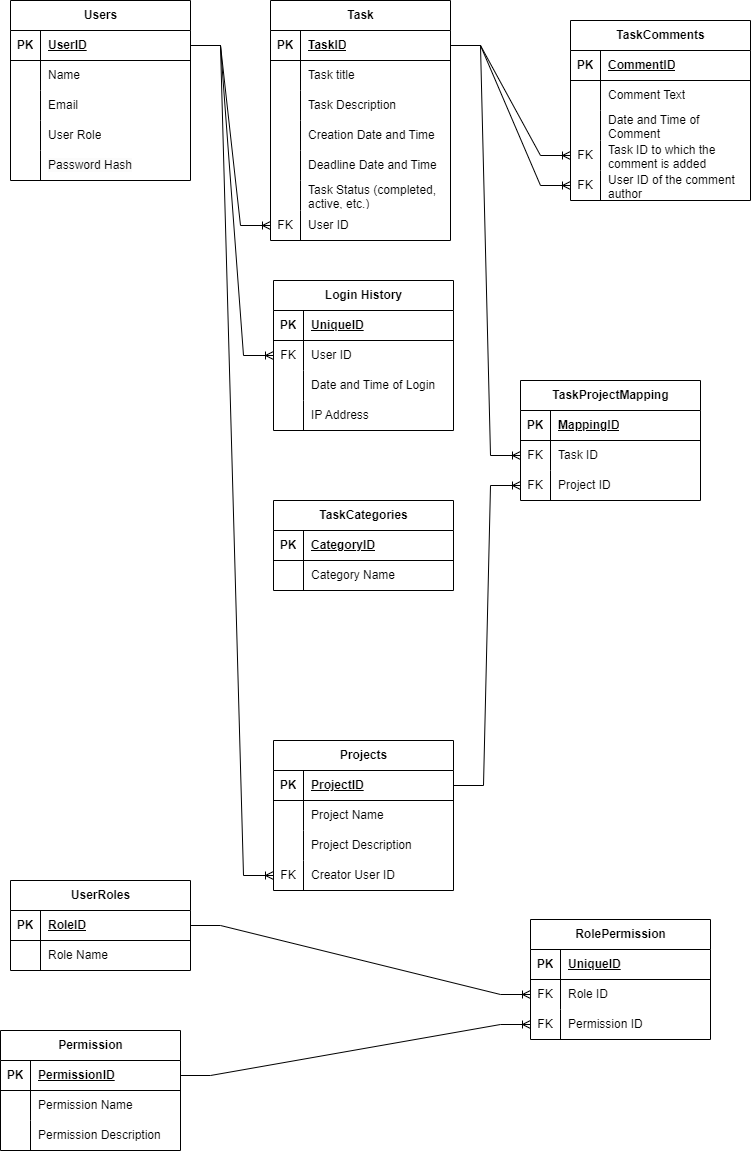 Users
PK UserID
Name
Email
User Role
Password Hash
Task
PK TaskID
Task title
Task Description
Creation Date and Time
Deadline Date and Time
Task Status (completed,
active, etc.)
FK User ID
TaskComments
PK CommentID
Comment Text
Date and Time of
Comment
FK Task ID to which the
comment is added
FK User ID of the comment
author
Login History
PK UniqueID
FK User ID
Date and Time of Login
IP Address
TaskProjectMapping
PK MappingID
FK Task ID
FK Project ID
TaskCategories
PK CategoryID
Category Name
Projects
PK ProjectID
Project Name
Project Description
FK Creator User ID
UserRoles
PK RoleID
Role Name
RolePermission
PK UniqueID
FK Role ID
FK Permission ID
Permission
PK PermissionID
Permission Name
Permission Description